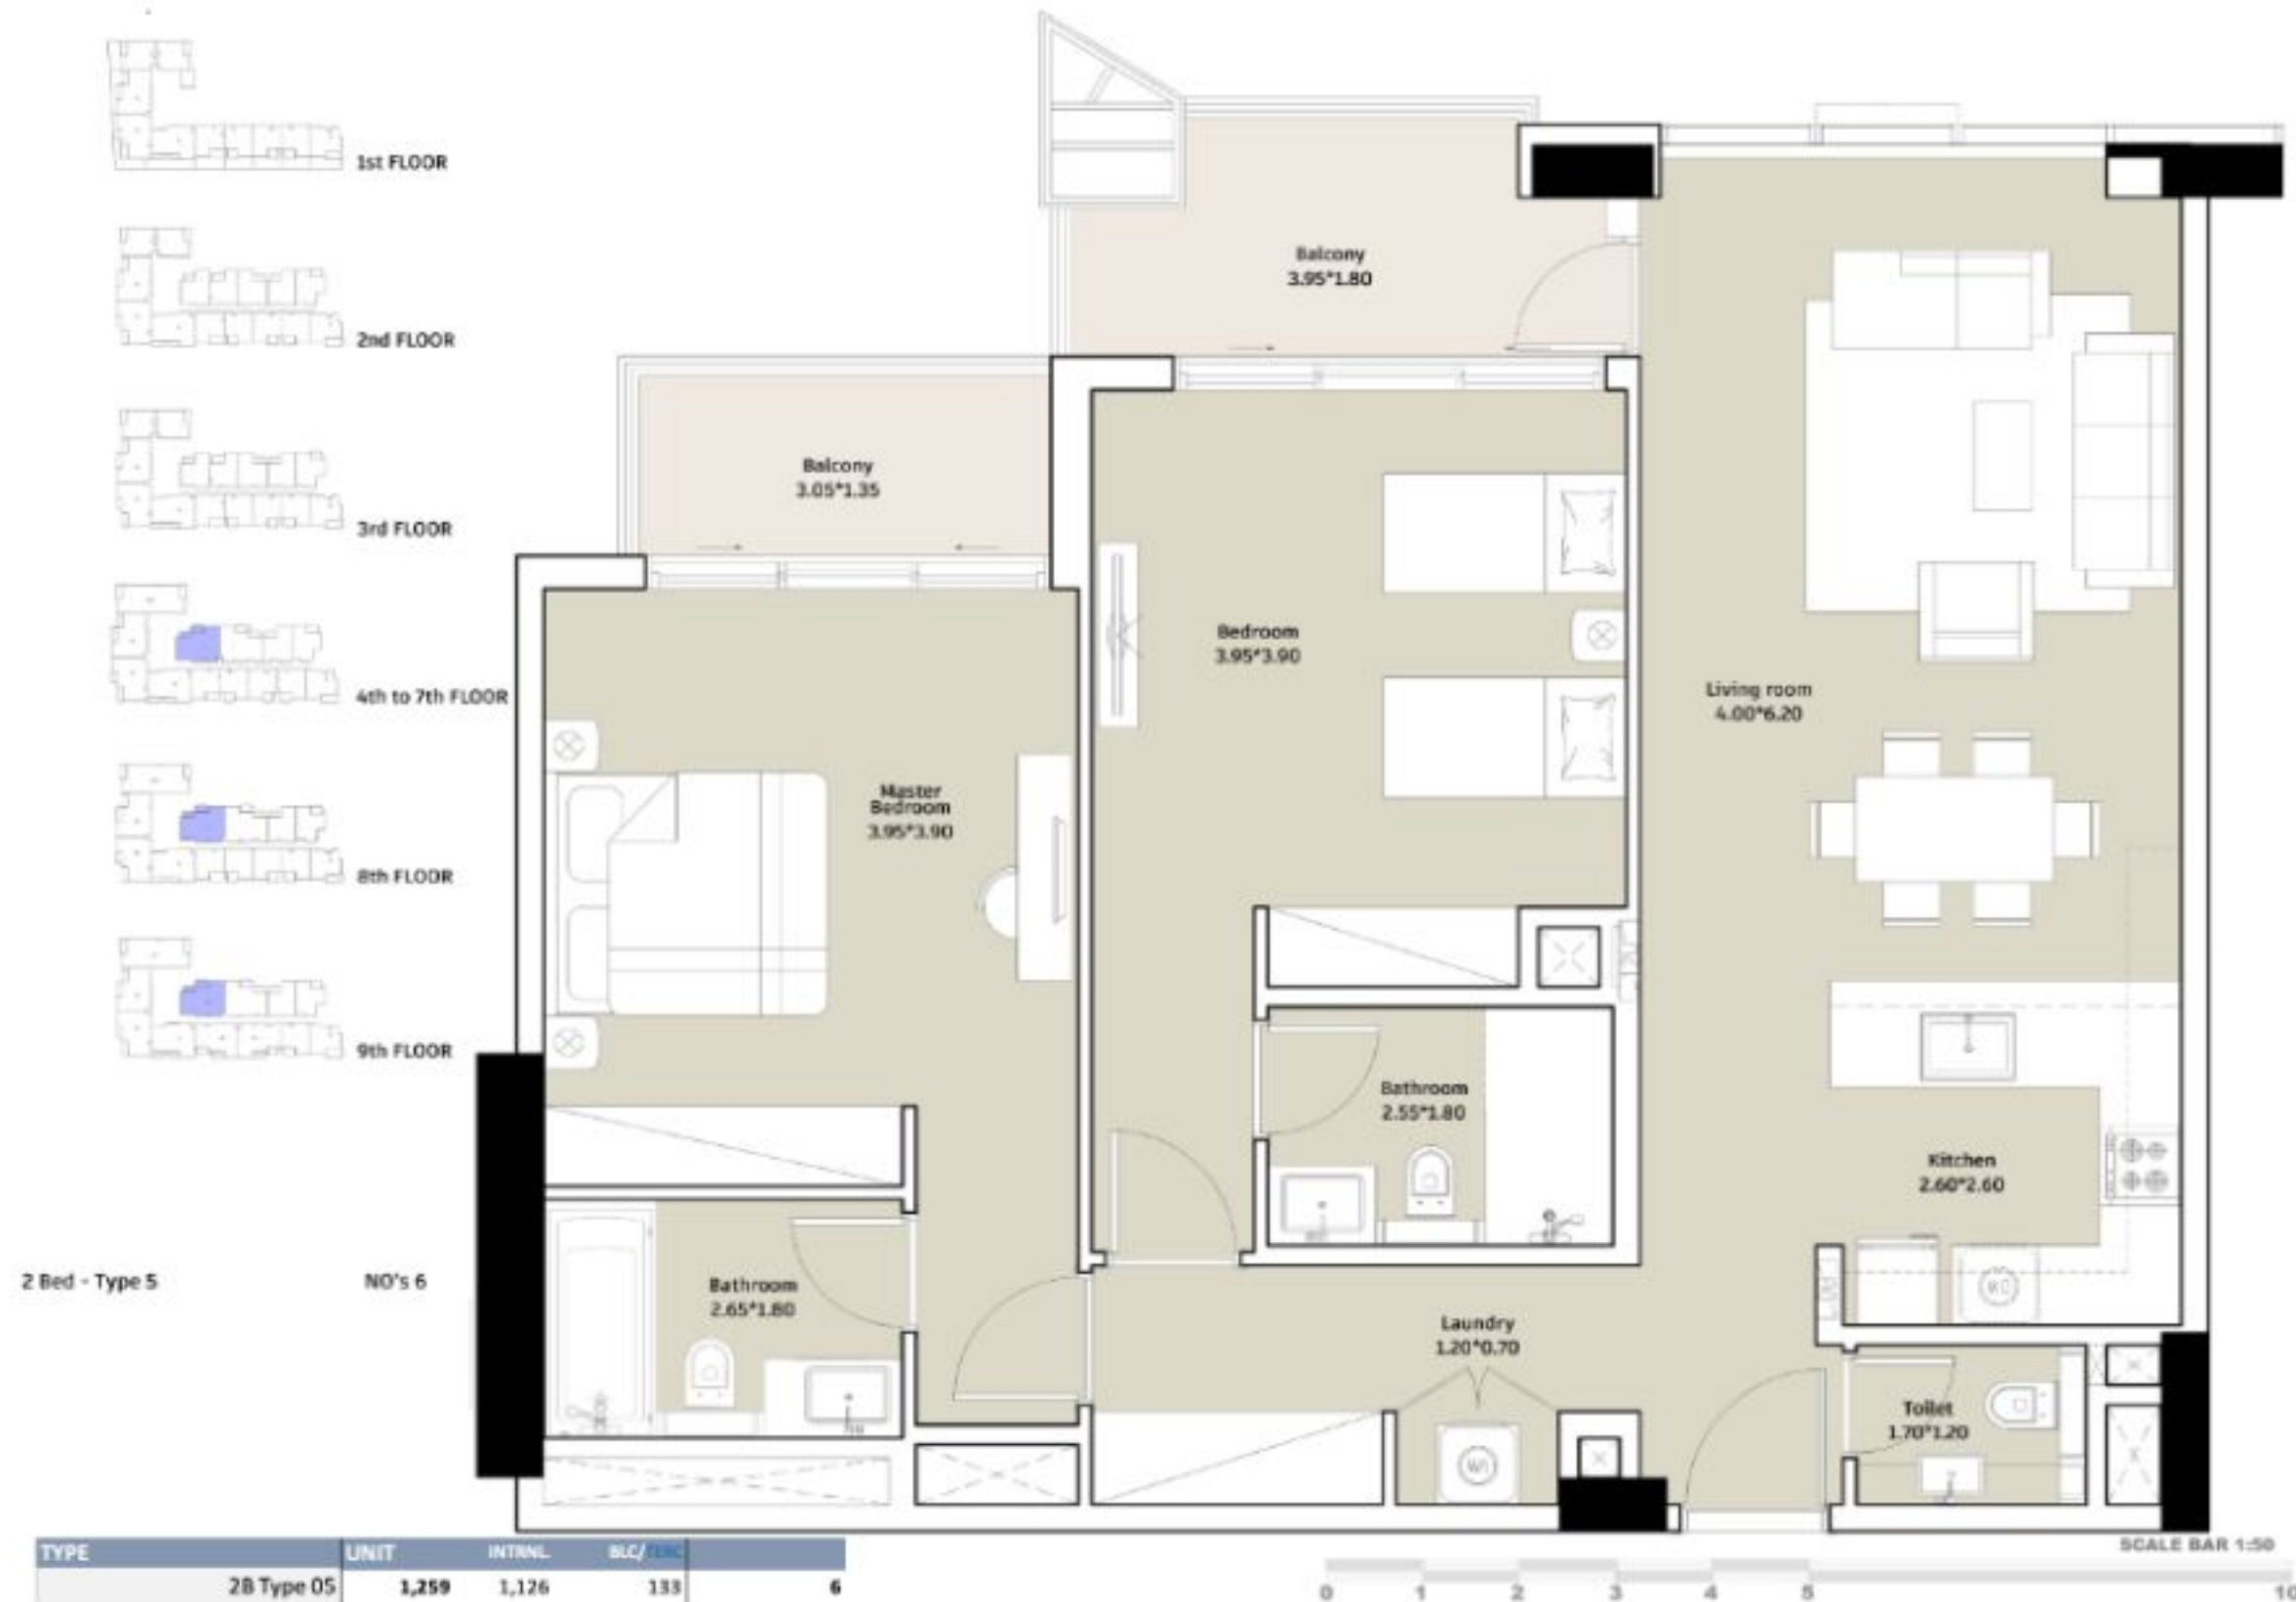 1st FLOOR
2nd FLOOR
3rd FLOOR
4th to 7th FLOOR
8th FLOOR
9th FLOOR
2 Bed - Type 5
NO's 6
Balcony
3.95*1.80
Balcony
3.05*1.35
Bedroom
3.95*3.90
Living room
4.00*6.20
Master
Bedroom
3.95*3.90
Bathroom
2.55*1.80
Kitchen
2.60*2.60
Bathroom
2.65*1.80
Laundry
1.20*0.70
Toilet
1.70*1.20
TYPE UNIT INTRNL. BLC/TERC
2B Type 05 1,259 1,126 133 6
SCALE BAR 1:50
0 1 2 3 4 5 10